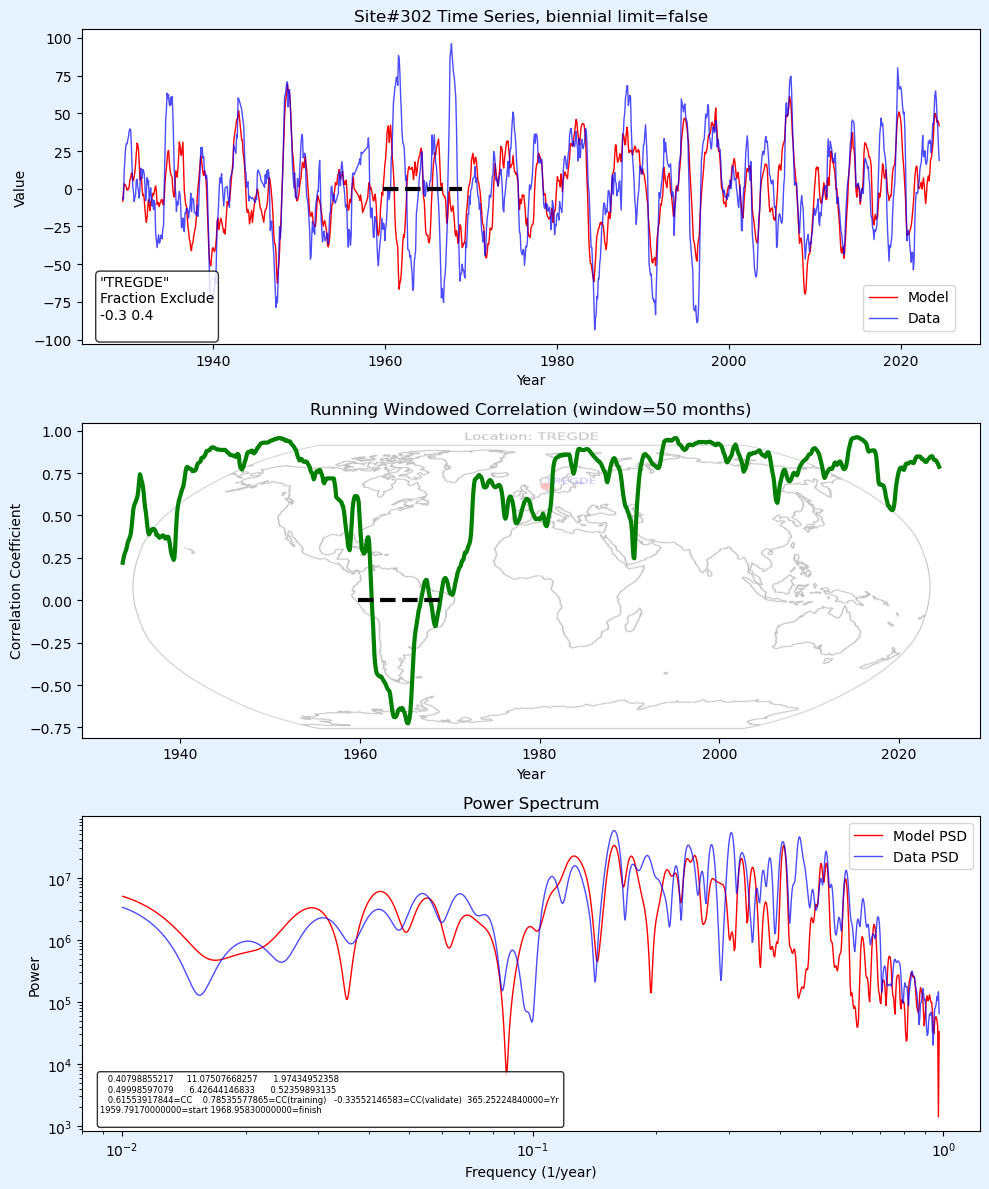 Site#302 Time Series, biennial limit=false
100
75
50
25
0
−25
−50
−75
−100
Value
"TREGDE"
Fraction Exclude
-0.3 0.4
Model
Data
1940
1960
1980
2000
2020
Year
Running Windowed Correlation (window=50 months)
Location: TREGDE
TREGDE
1.00
0.75
0.50
0.25
0.00
−0.25
−0.50
−0.75
Correlation Coefficient
1940
1960
1980
2000
2020
Year
Power Spectrum
Model PSD
Data PSD
10⁷
10⁶
10⁵
10⁴
10³
Power
0.40798855217 11.07507668257 1.97434952358
0.49998597079 6.42644146833 0.52359893135
0.61553917844=CC 0.78535577865=CC(training) -0.33552146583=CC(validate) 365.25224840000=Yr
1959.79170000000=start 1968.95830000000=finish
10⁻²
10⁻¹
10⁰
Frequency (1/year)